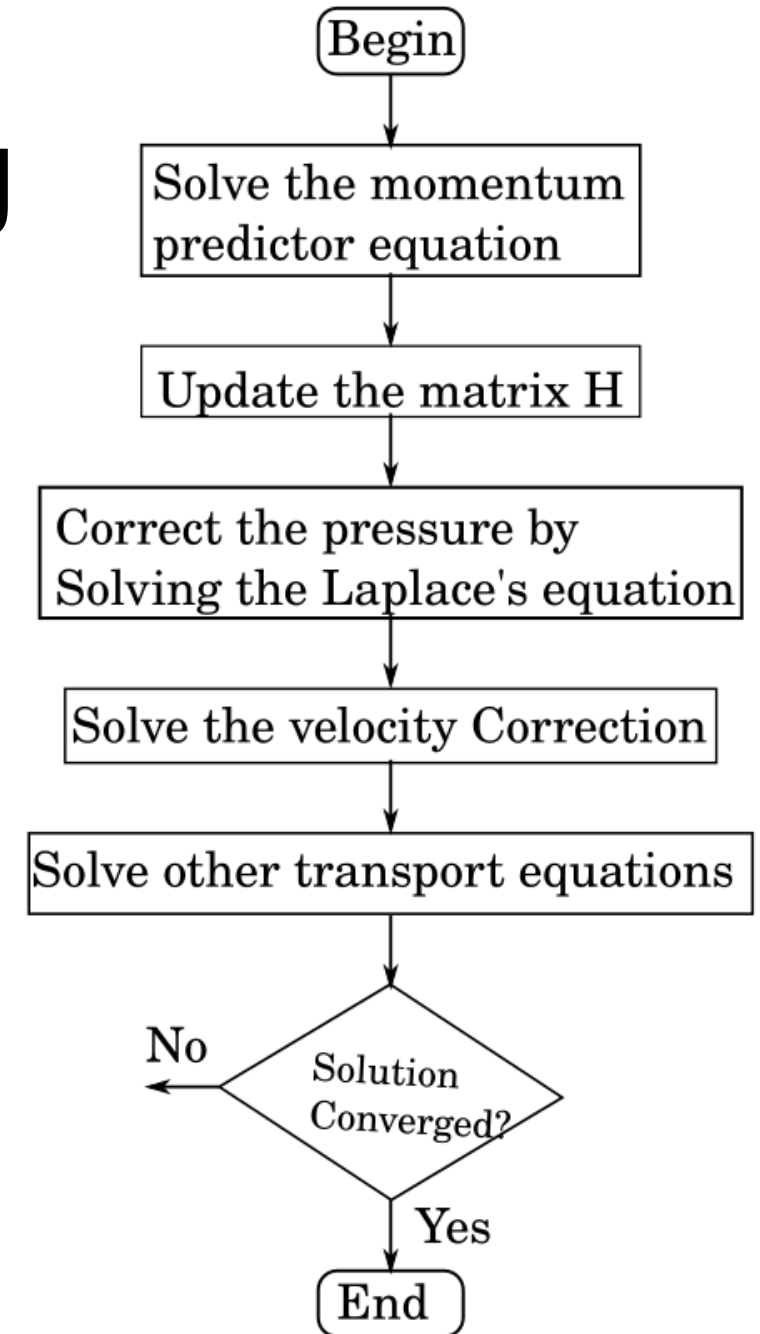 Begin
Solve the momentum
predictor equation
Update the matrix H
Correct the pressure by
Solving the Laplace's equation
Solve the velocity Correction
Solve other transport equations
No
Solution
Converged?
Yes
End